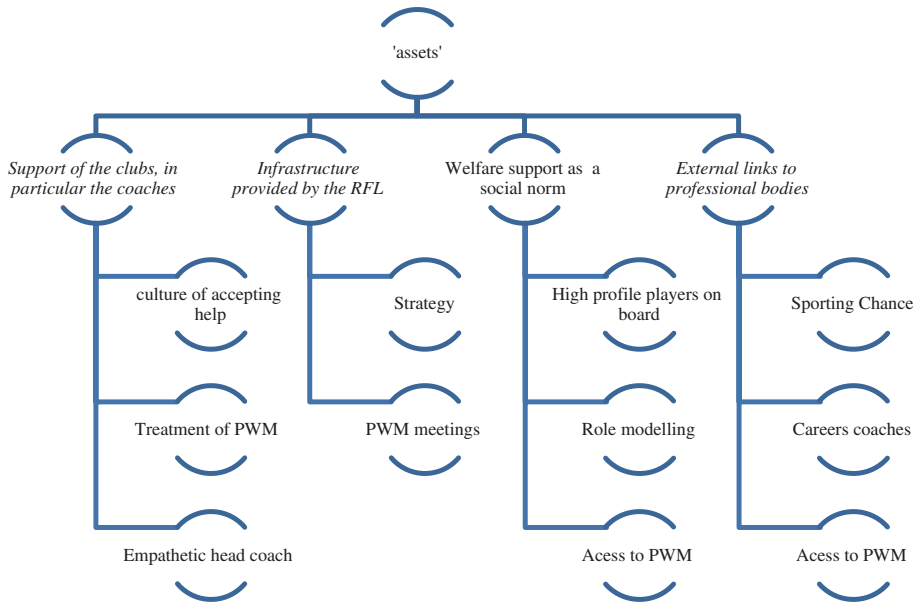 'assets'
Support of the clubs, in
particular the coaches
Infrastructure
provided by the RFL
Welfare support as a
social norm
External links to
professional bodies
culture of accepting
help
Treatment of PWM
Empathetic head coach
Strategy
PWM meetings
High profile players on
board
Role modelling
Acess to PWM
Sporting Chance
Careers coaches
Acess to PWM